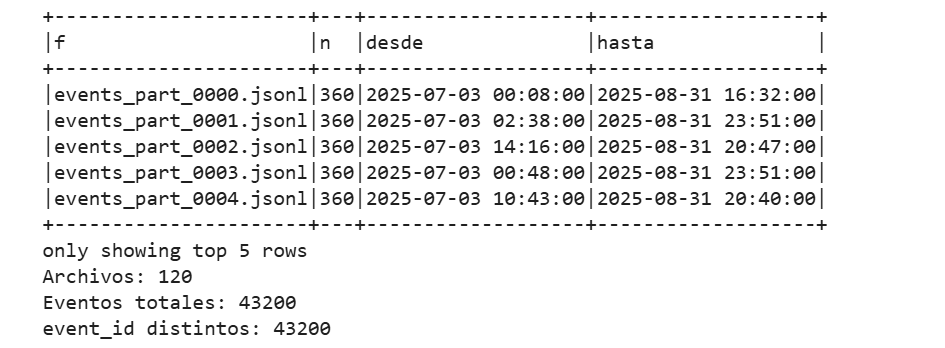 +----------------------+---+-------------------+-------------------+
|f                     |n  |desde              |hasta              |
+----------------------+---+-------------------+-------------------+
|events_part_0000.jsonl|360|2025-07-03 00:08:00|2025-08-31 16:32:00|
|events_part_0001.jsonl|360|2025-07-03 02:38:00|2025-08-31 23:51:00|
|events_part_0002.jsonl|360|2025-07-03 14:16:00|2025-08-31 20:47:00|
|events_part_0003.jsonl|360|2025-07-03 00:48:00|2025-08-31 23:51:00|
|events_part_0004.jsonl|360|2025-07-03 10:43:00|2025-08-31 20:40:00|
+----------------------+---+-------------------+-------------------+
only showing top 5 rows
Archivos: 120
Eventos totales: 43200
event_id distintos: 43200